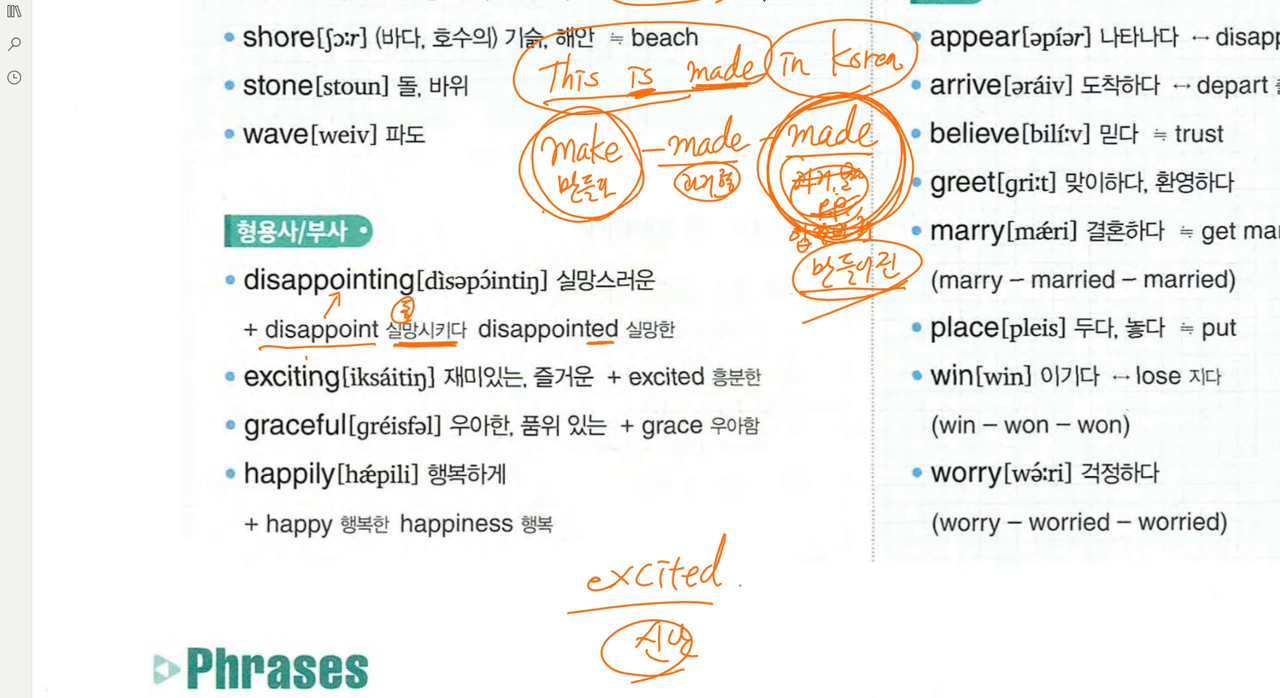 shore[ʃɔːr] (바다, 호수의) 기슭, 해안 ≒ beach
This is made in Korea
stone[stoun] 돌, 바위
wave[weiv] 파도
make – made – made
만들다 과거형
만들어진
형용사/부사
disappointing[dìsəpɔ́intiŋ] 실망스러운
+ disappoint 실망시키다 disappointed 실망한
exciting[iksáitiŋ] 재미있는, 즐거운 + excited 흥분한
graceful[gréisfəl] 우아한, 품위 있는 + grace 우아함
happily[hǽpili] 행복하게
+ happy 행복한 happiness 행복
excited
신난
Phrases
appear[əpíər] 나타나다 ↔ disapp
arrive[əráiv] 도착하다 ↔ depart
believe[bilíːv] 믿다 ≒ trust
greet[griːt] 맞이하다, 환영하다
marry[mǽri] 결혼하다 ≒ get mar
(marry – married – married)
place[pleis] 두다, 놓다 ≒ put
win[win] 이기다 ↔ lose 지다
(win – won – won)
worry[wə́ːri] 걱정하다
(worry – worried – worried)